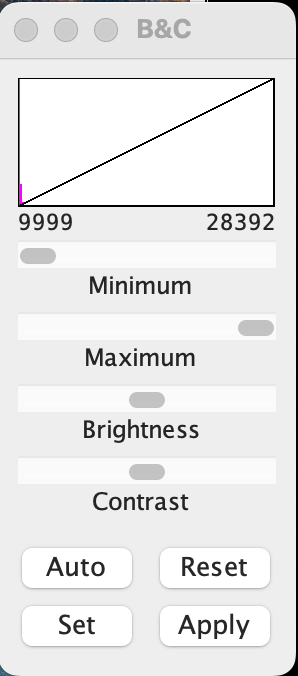 B&C
9999 28392
Minimum
Maximum
Brightness
Contrast
Auto Reset
Set Apply